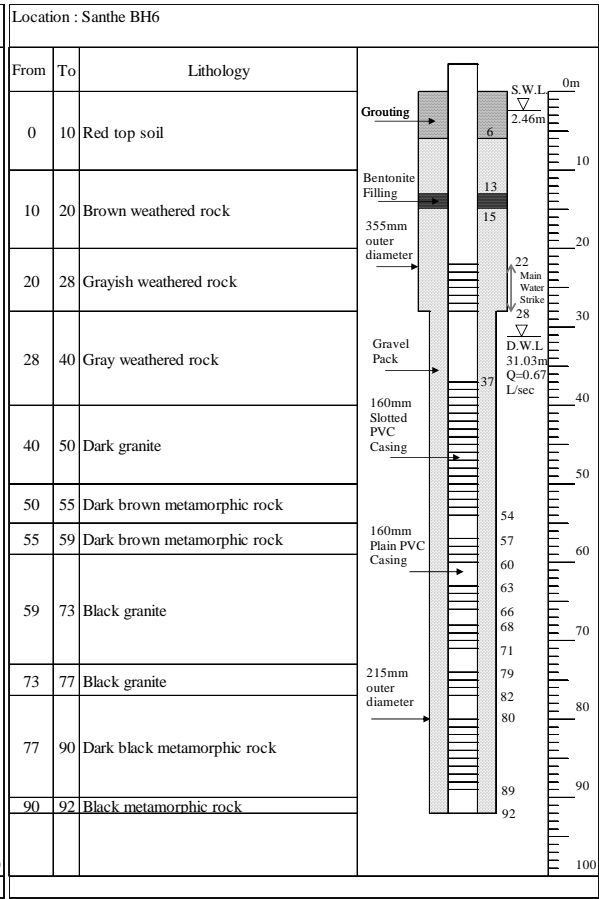 Location : Santhe BH6
From To Lithology
0 10 Red top soil
10 20 Brown weathered rock
20 28 Grayish weathered rock
28 40 Gray weathered rock
40 50 Dark granite
50 55 Dark brown metamorphic rock
55 59 Dark brown metamorphic rock
59 73 Black granite
73 77 Black granite
77 90 Dark black metamorphic rock
90 92 Black metamorphic rock
Grouting
Bentonite
Filling
355mm
outer
diameter
Gravel
Pack
160mm
Slotted
PVC
Casing
160mm
Plain PVC
Casing
215mm
outer
diameter
6
13
15
22
28
37
54
57
60
63
66
68
71
79
82
80
89
92
S.W.L.
2.46m
Main
Water
Strike
D.W.L
31.03m
Q=0.67
L/sec
0m
10
20
30
40
50
60
70
80
90
100